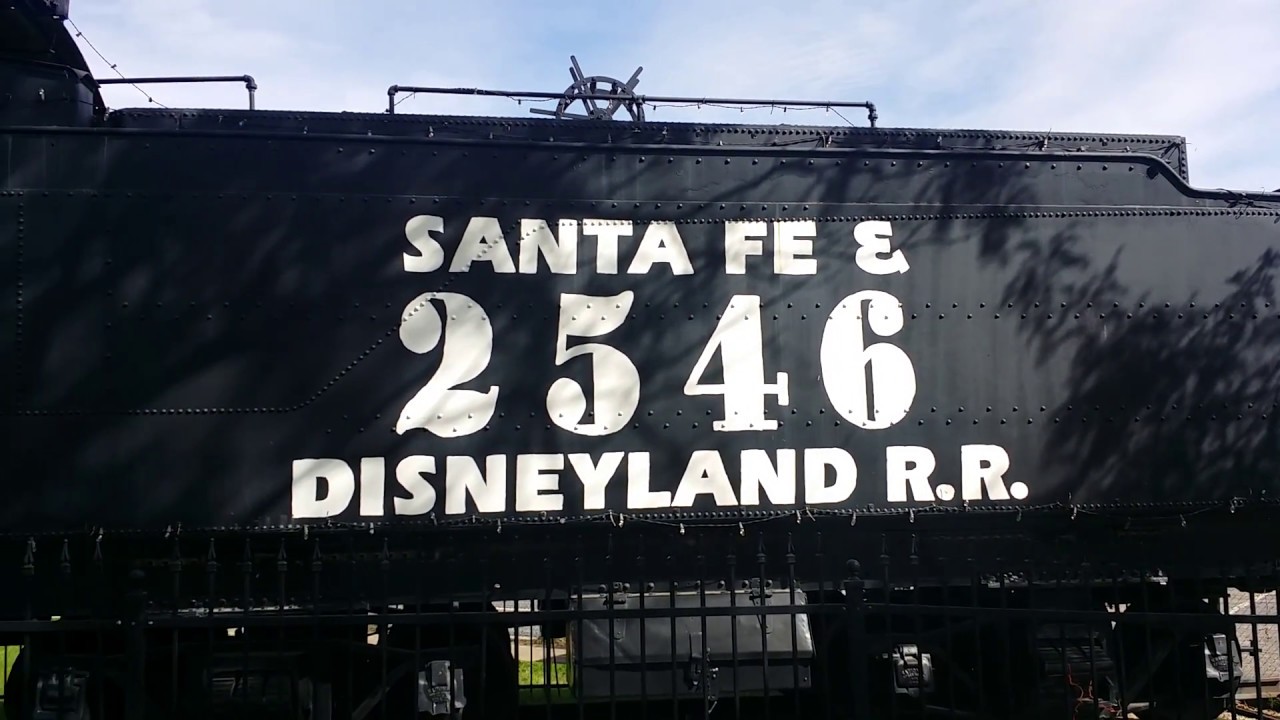 SANTA FE &
2546
DISNEYLAND R.R.